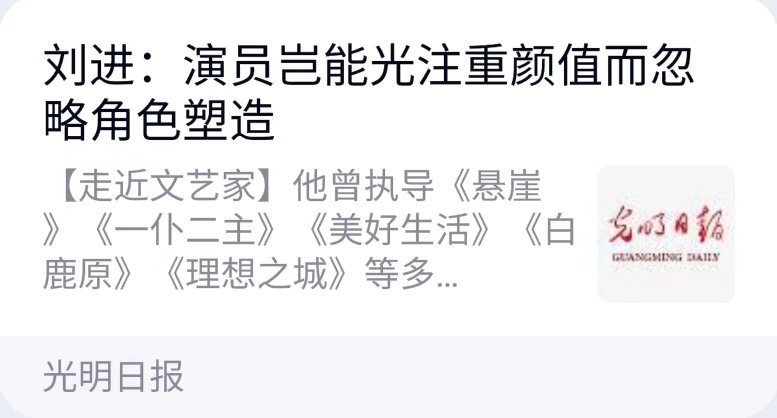 刘进：演员岂能光注重颜值而忽
略角色塑造
【走近文艺家】他曾执导《悬崖
》《一仆二主》《美好生活》《白
鹿原》《理想之城》等多...
光明日报
GUANGMING DAILY
光明日报